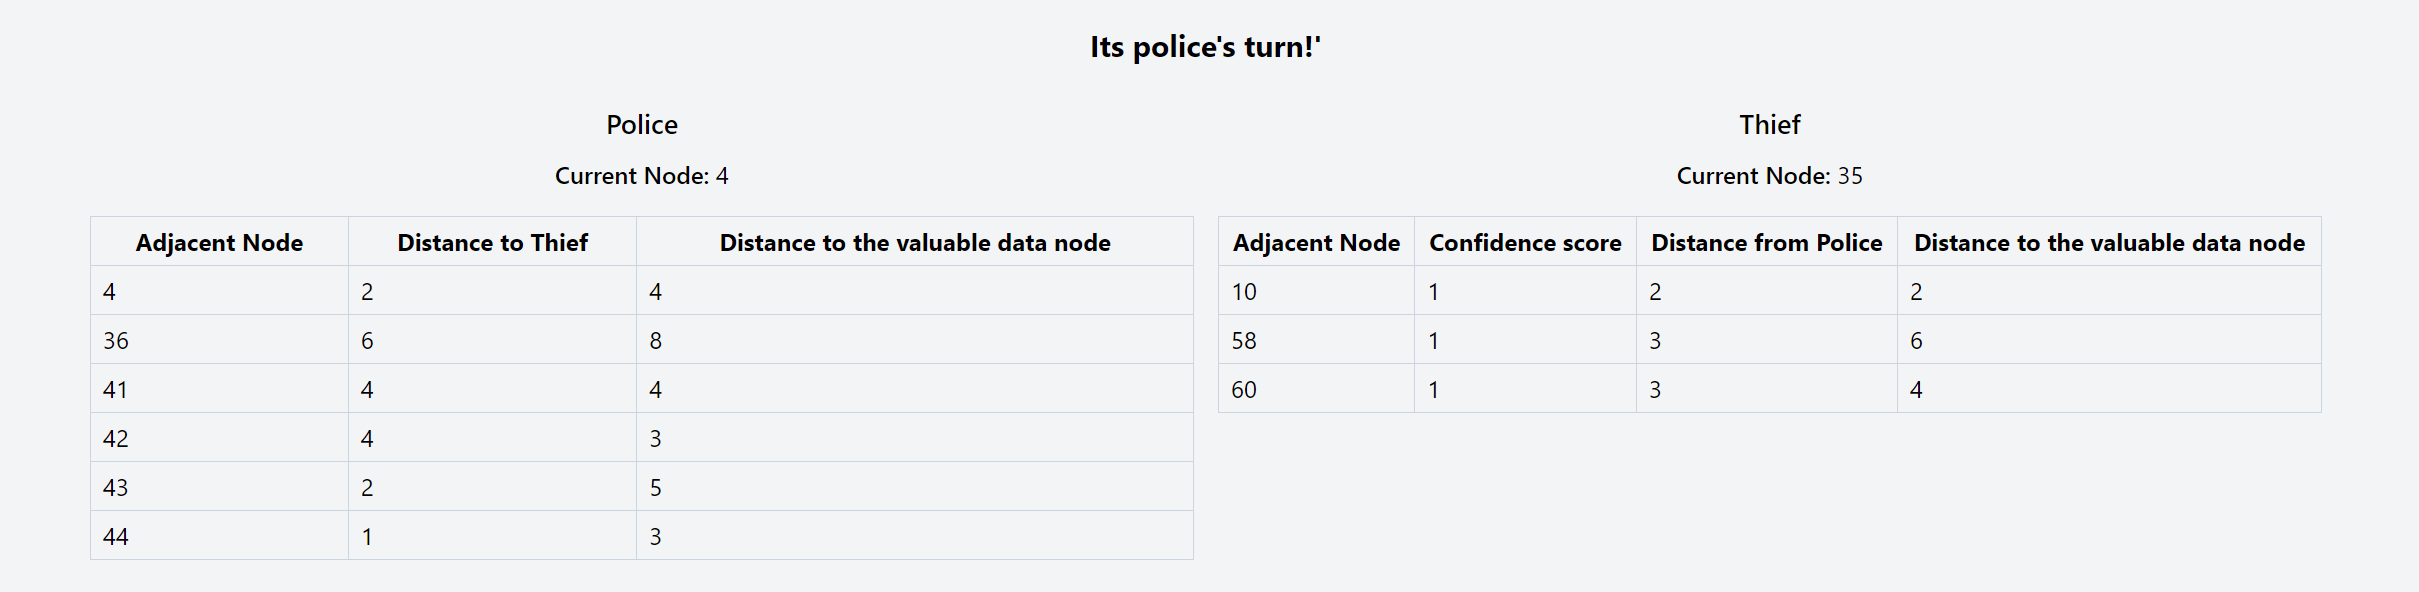 Its police's turn!'
Police
Current Node: 4
Adjacent Node Distance to Thief Distance to the valuable data node
4 2 4
36 6 8
41 4 4
42 4 3
43 2 5
44 1 3
Thief
Current Node: 35
Adjacent Node Confidence score Distance from Police Distance to the valuable data node
10 1 2 2
58 1 3 6
60 1 3 4